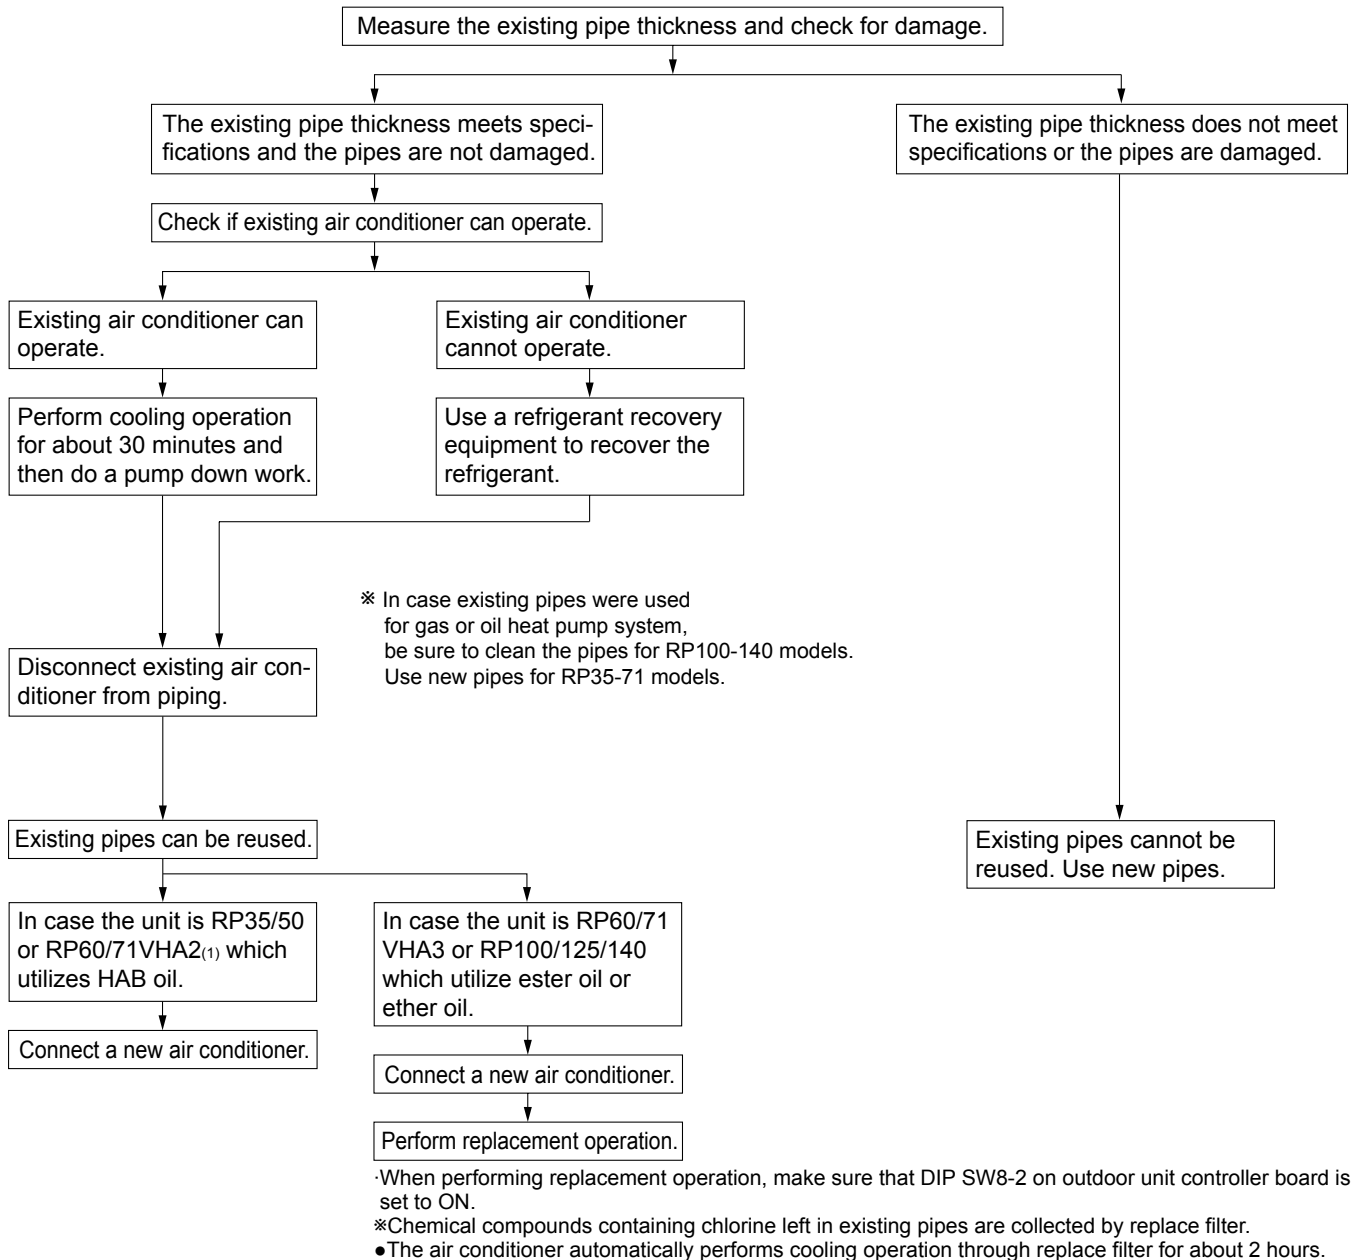 Measure the existing pipe thickness and check for damage.
The existing pipe thickness meets speci-
fications and the pipes are not damaged.
The existing pipe thickness does not meet
specifications or the pipes are damaged.
Check if existing air conditioner can operate.
Existing air conditioner can
operate.
Existing air conditioner
cannot operate.
Perform cooling operation
for about 30 minutes and
then do a pump down work.
Use a refrigerant recovery
equipment to recover the
refrigerant.
※ In case existing pipes were used
for gas or oil heat pump system,
be sure to clean the pipes for RP100-140 models.
Use new pipes for RP35-71 models.
Disconnect existing air con-
ditioner from piping.
Existing pipes can be reused.
Existing pipes cannot be
reused. Use new pipes.
In case the unit is RP35/50
or RP60/71VHA2(1) which
utilizes HAB oil.
In case the unit is RP60/71
VHA3 or RP100/125/140
which utilize ester oil or
ether oil.
Connect a new air conditioner.
Connect a new air conditioner.
Perform replacement operation.
·When performing replacement operation, make sure that DIP SW8-2 on outdoor unit controller board is
set to ON.
※Chemical compounds containing chlorine left in existing pipes are collected by replace filter.
●The air conditioner automatically performs cooling operation through replace filter for about 2 hours.